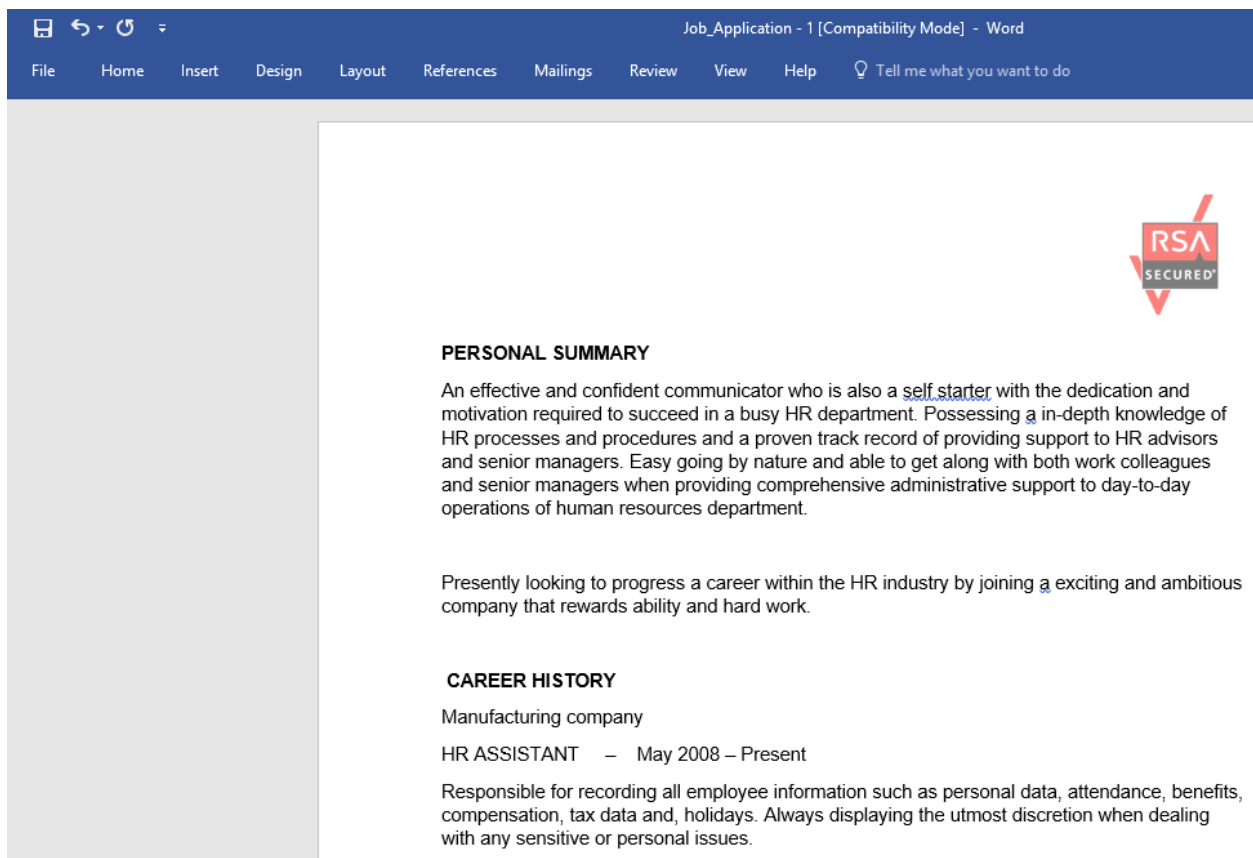 Job_Application - 1 [Compatibility Mode] - Word
File Home Insert Design Layout References Mailings Review View Help Tell me what you want to do
RSA
SECURED®
PERSONAL SUMMARY
An effective and confident communicator who is also a self starter with the dedication and
motivation required to succeed in a busy HR department. Possessing a in-depth knowledge of
HR processes and procedures and a proven track record of providing support to HR advisors
and senior managers. Easy going by nature and able to get along with both work colleagues
and senior managers when providing comprehensive administrative support to day-to-day
operations of human resources department.
Presently looking to progress a career within the HR industry by joining a exciting and ambitious
company that rewards ability and hard work.
CAREER HISTORY
Manufacturing company
HR ASSISTANT – May 2008 – Present
Responsible for recording all employee information such as personal data, attendance, benefits,
compensation, tax data and, holidays. Always displaying the utmost discretion when dealing
with any sensitive or personal issues.